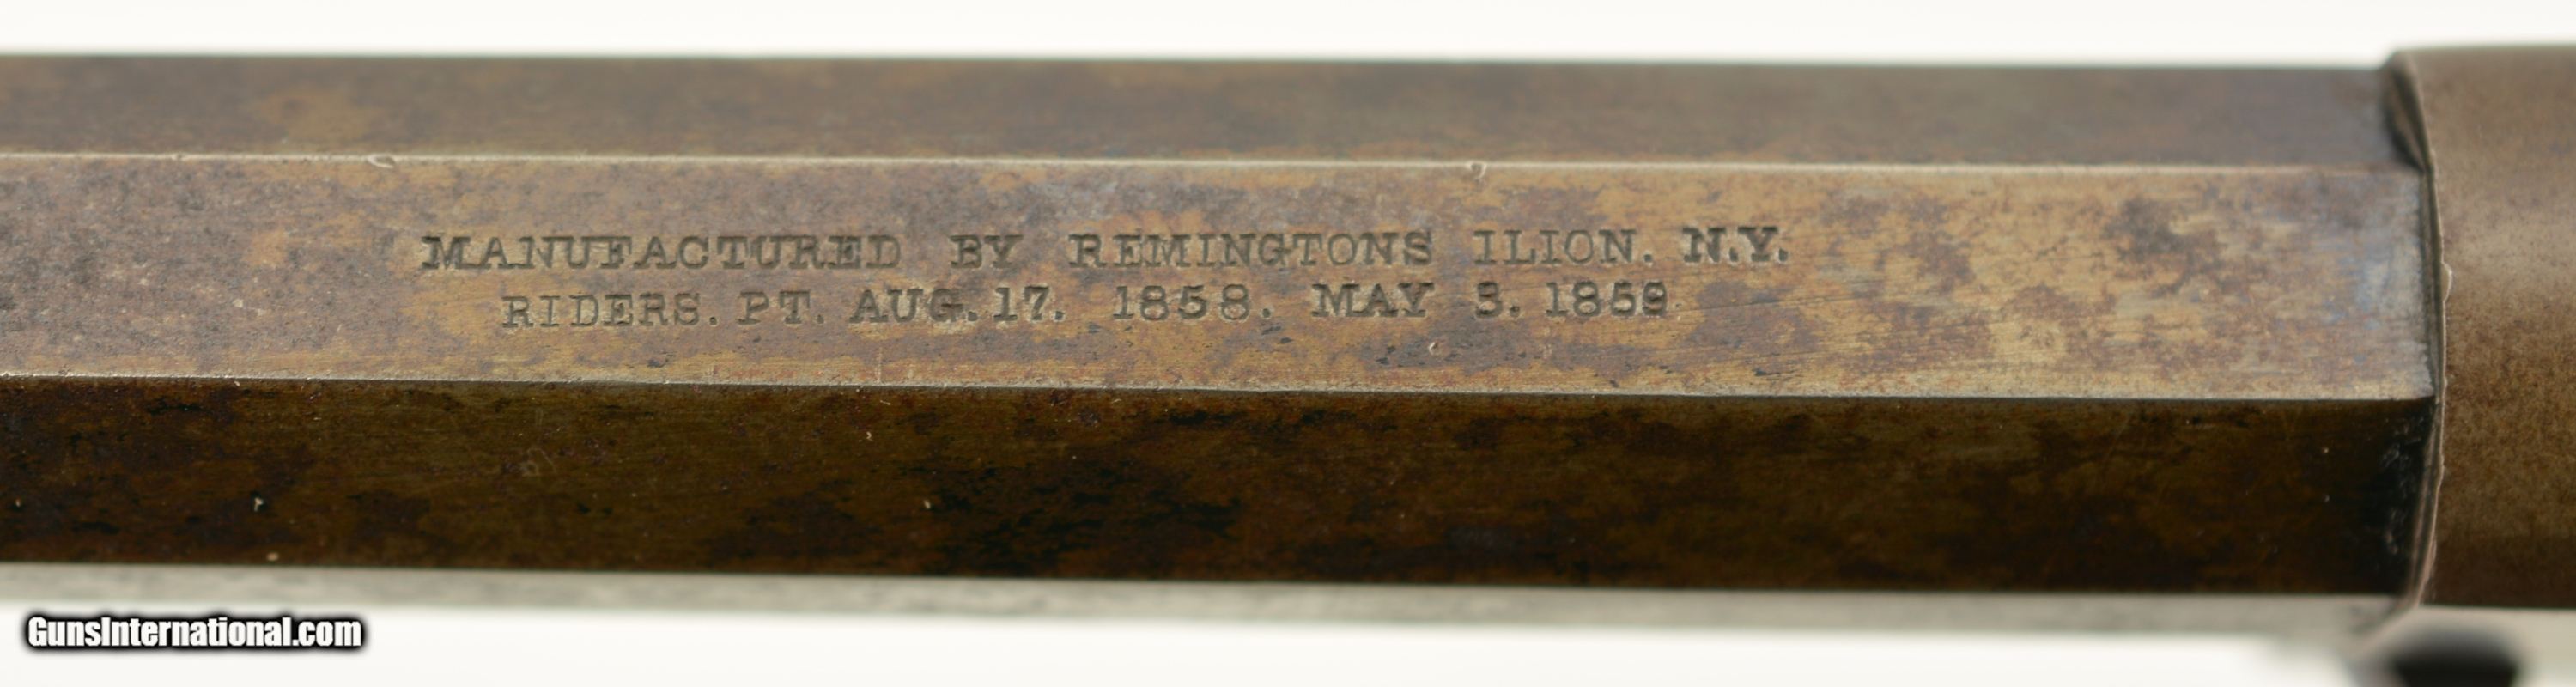 MANUFACTURED BY REMINGTONS ILION. N.Y.
RIDERS. PT. AUG. 17. 1858. MAY 3. 1859
GunsInternational.com